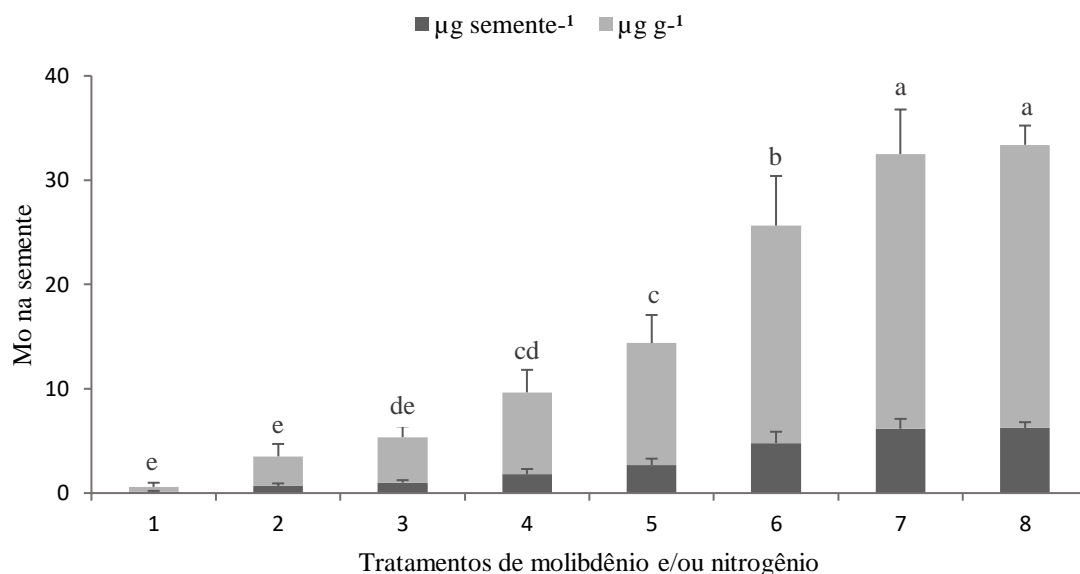 µg semente-¹ µg g-¹
40
a
a
b
30
20
c
cd
10
de
e
e
0
1 2 3 4 5 6 7 8
Mo na semente
Tratamentos de molibdênio e/ou nitrogênio